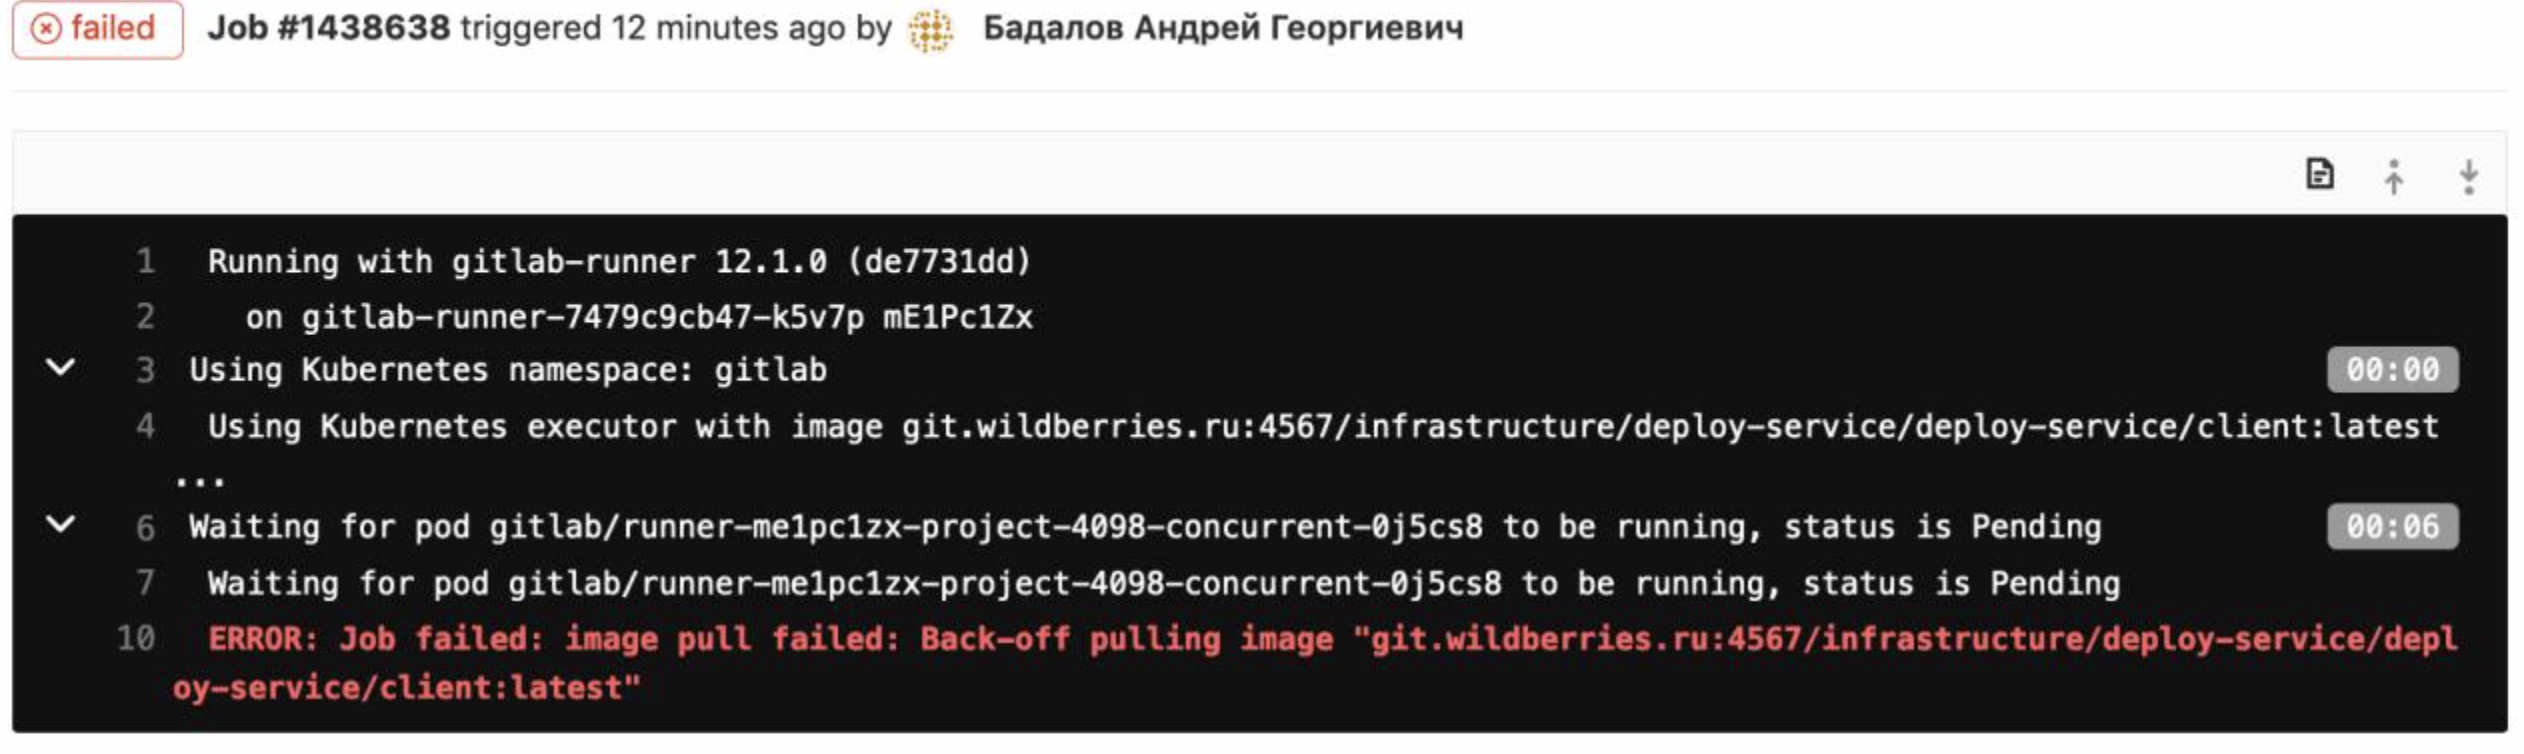 failed Job #1438638 triggered 12 minutes ago by Бадалов Андрей Георгиевич
1 Running with gitlab-runner 12.1.0 (de7731dd)
2 on gitlab-runner-7479c9cb47-k5v7p mE1Pc1Zx
3 Using Kubernetes namespace: gitlab 00:00
4 Using Kubernetes executor with image git.wildberries.ru:4567/infrastructure/deploy-service/deploy-service/client:latest
...
6 Waiting for pod gitlab/runner-me1pc1zx-project-4098-concurrent-0j5cs8 to be running, status is Pending 00:06
7 Waiting for pod gitlab/runner-me1pc1zx-project-4098-concurrent-0j5cs8 to be running, status is Pending
10 ERROR: Job failed: image pull failed: Back-off pulling image "git.wildberries.ru:4567/infrastructure/deploy-service/depl
oy-service/client:latest"